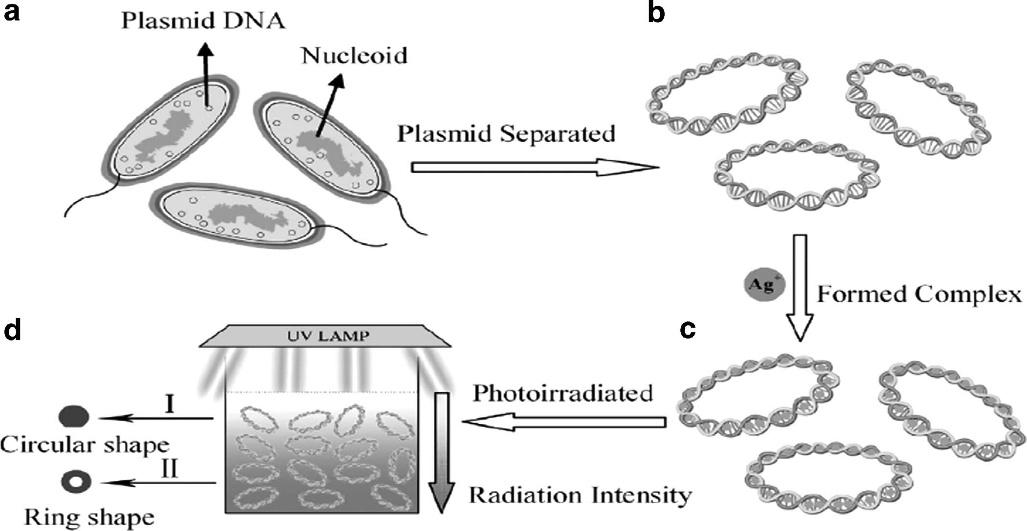 a
Plasmid DNA
Nucleoid
Plasmid Separated
b
Ag+
Formed Complex
c
d
UV LAMP
Photoirradiated
I
Circular shape
II
Ring shape
Radiation Intensity